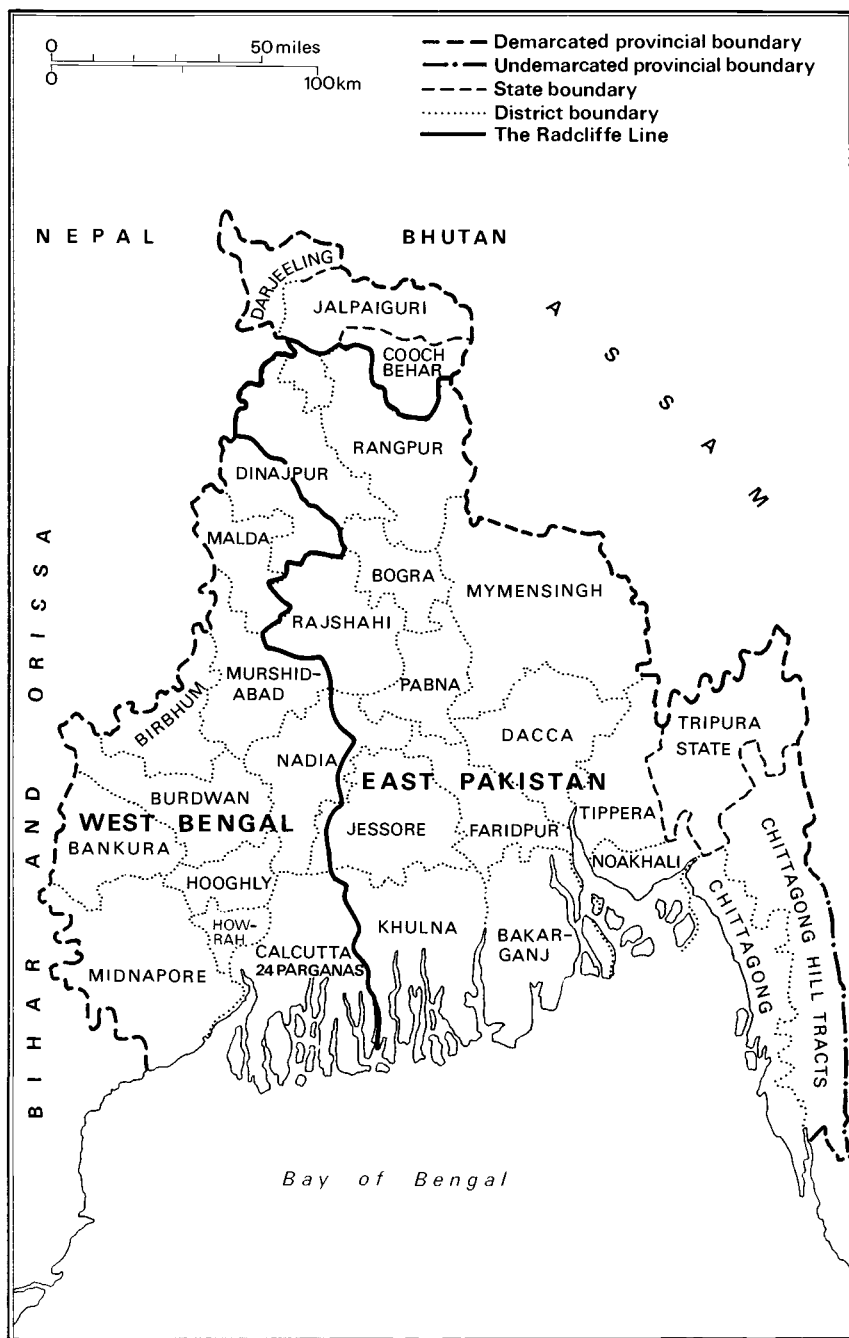 0 50 miles
0 100km
Demarcated provincial boundary
Undemarcated provincial boundary
State boundary
District boundary
The Radcliffe Line
NEPAL
BHUTAN
ASSAM
DARJEELING
JALPAIGURI
COOCH
BEHAR
RANGPUR
DINAJPUR
MALDA
BOGRA
MYMENSINGH
RAJSHAHI
MURSHID-
ABAD
PABNA
BIRBHUM
TRIPURA
STATE
DACCA
NADIA
EAST PAKISTAN
BURDWAN
WEST BENGAL
TIPPERA
JESSORE
FARIDPUR
BANKURA
NOAKHALI
HOOGHLY
CHITTAGONG HILL TRACTS
CHITTAGONG
HOW-
RAH
KHULNA
BAKAR-
GANJ
CALCUTTA
24 PARGANAS
MIDNAPORE
BIHAR AND ORISSA
Bay of Bengal